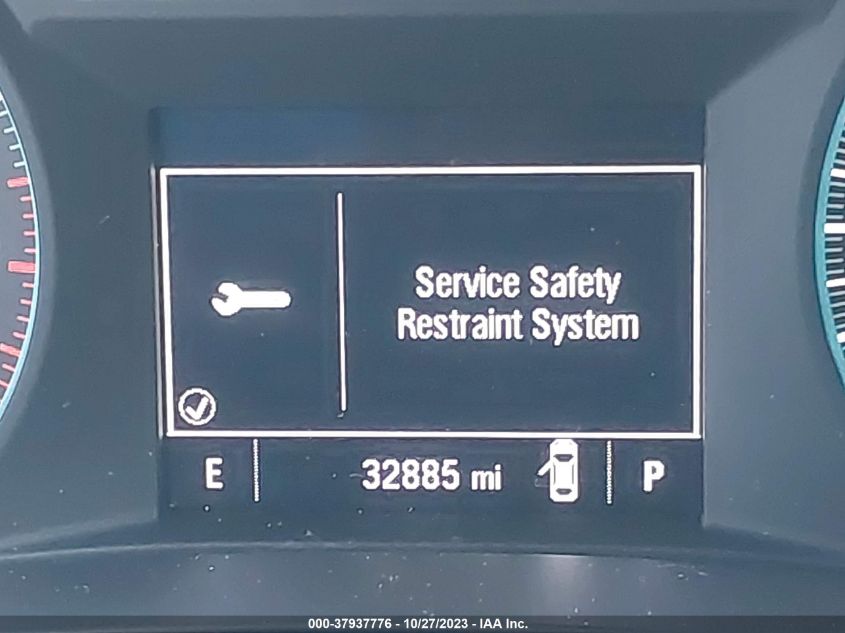 Service Safety
Restraint System
E 32885 mi P
000-37937776 - 10/27/2023 - IAA Inc.